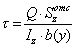 τ = (Q · S_z^отс) / (I_z · b(y))